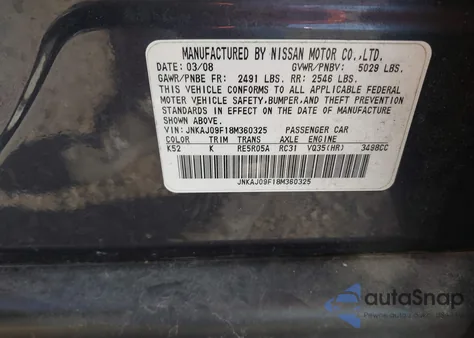 MANUFACTURED BY NISSAN MOTOR CO.,LTD.
DATE: 03/08 GVWR/PNBV: 5029 LBS.
GAWR/PNBE FR: 2491 LBS. RR: 2546 LBS.
THIS VEHICLE CONFORMS TO ALL APPLICABLE FEDERAL
MOTOR VEHICLE SAFETY,BUMPER,AND THEFT PREVENTION
STANDARDS IN EFFECT ON THE DATE OF MANUFACTURE
SHOWN ABOVE.
VIN: JNKAJ09F18M360325 PASSENGER CAR
COLOR TRIM TRANS AXLE ENGINE
K52 K RE5R05A RC31 VQ35(HR) 3498CC
JNKAJ09F18M360325
autoSnap